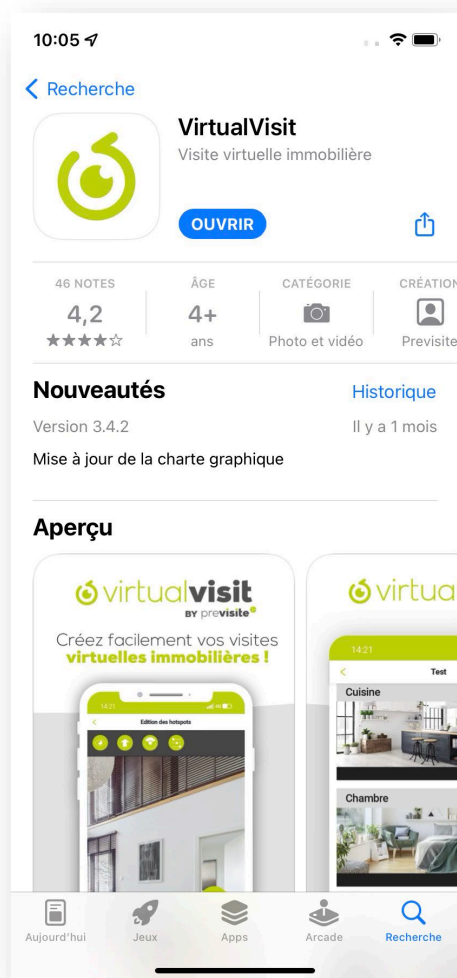 10:05
Recherche
VirtualVisit
Visite virtuelle immobilière
OUVRIR
46 NOTES
4,2
ÂGE
4+
ans
CATÉGORIE
Photo et vidéo
CRÉATION
Previsite
Nouveautés
Historique
Version 3.4.2
Il y a 1 mois
Mise à jour de la charte graphique
Aperçu
virtualvisit
BY previsite
Créez facilement vos visites
virtuelles immobilières !
14:21
Edition des hotspots
virtua
14:21
Test
Cuisine
Chambre
Aujourd'hui
Jeux
Apps
Arcade
Recherche